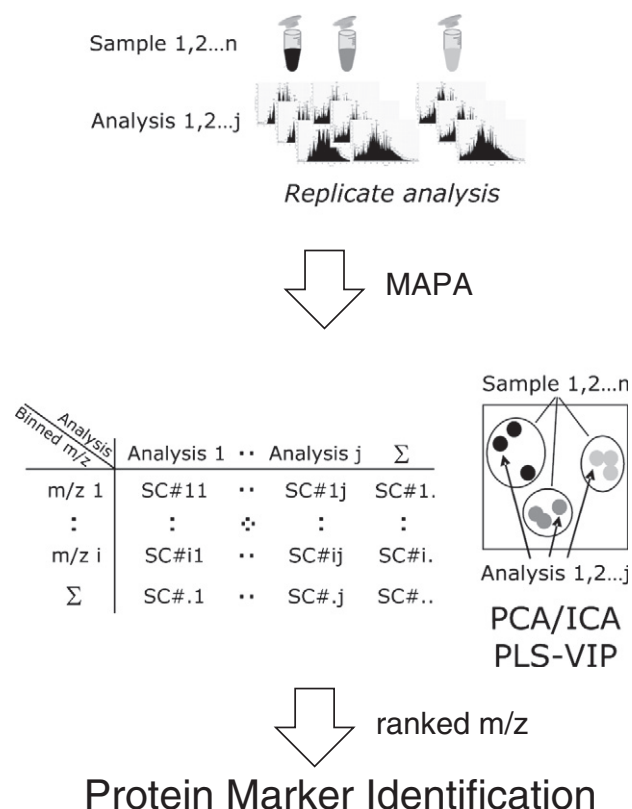 Sample 1,2...n
Analysis 1,2...j
Replicate analysis
MAPA
Sample 1,2...n
Analysis
Binned m/z
Analysis 1 ·· Analysis j Σ
m/z 1 SC#11 ·· SC#1j SC#1.
: : ⁘ : :
m/z i SC#i1 ·· SC#ij SC#i.
Σ SC#.1 ·· SC#.j SC#..
Analysis 1,2...j
PCA/ICA
PLS-VIP
ranked m/z
Protein Marker Identification